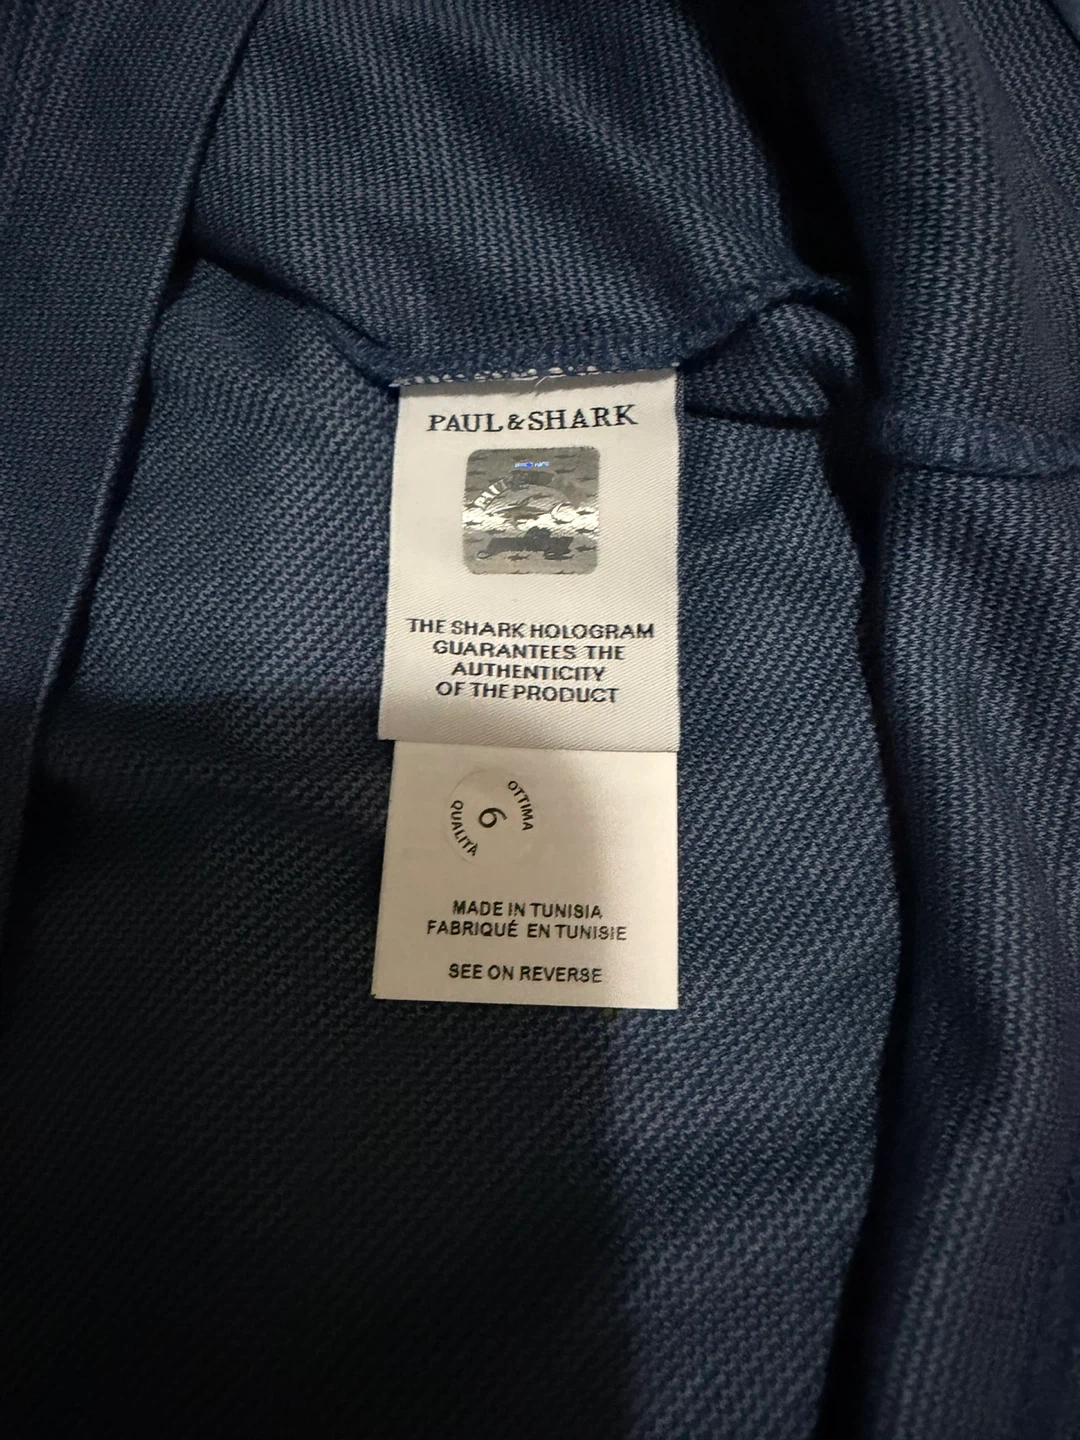 PAUL & SHARK
PAUL
THE SHARK HOLOGRAM
GUARANTEES THE
AUTHENTICITY
OF THE PRODUCT
OTTIMA
6
QUALITÀ
MADE IN TUNISIA
FABRIQUÉ EN TUNISIE
SEE ON REVERSE